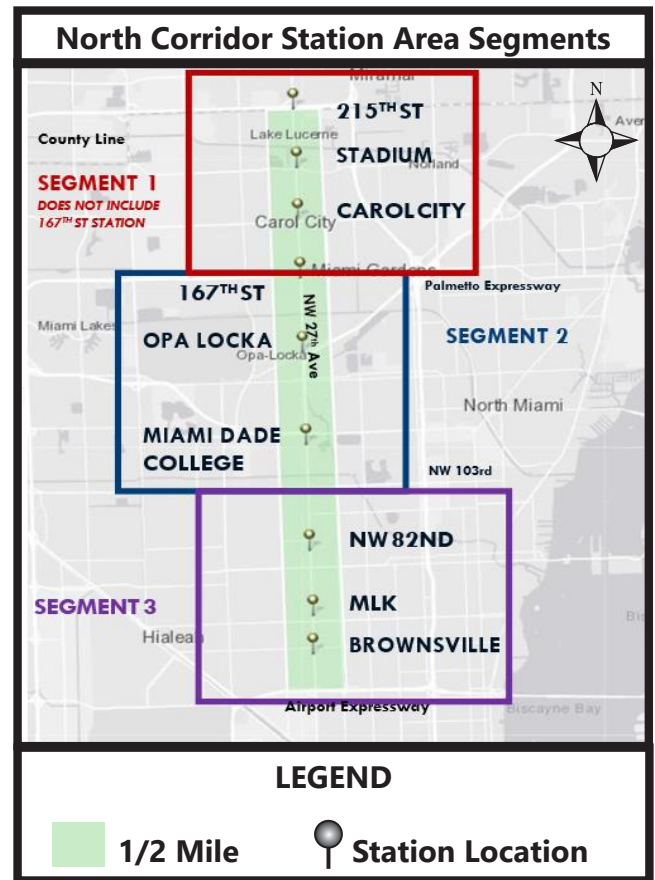 North Corridor Station Area Segments
Miramar
N
215TH ST
Aven
County Line
Lake Lucerne
STADIUM
Norland
SEGMENT 1
DOES NOT INCLUDE
167TH ST STATION
CAROL CITY
Carol City
Miami Gardens
167TH ST
Palmetto Expressway
NW 27th Ave
Miami Lakes
OPA LOCKA
SEGMENT 2
Opa-Locka
North Miami
MIAMI DADE
COLLEGE
NW 103rd
NW 82ND
SEGMENT 3
MLK
Hialeah
BROWNSVILLE
Airport Expressway
Biscayne Bay
LEGEND
1/2 Mile
Station Location